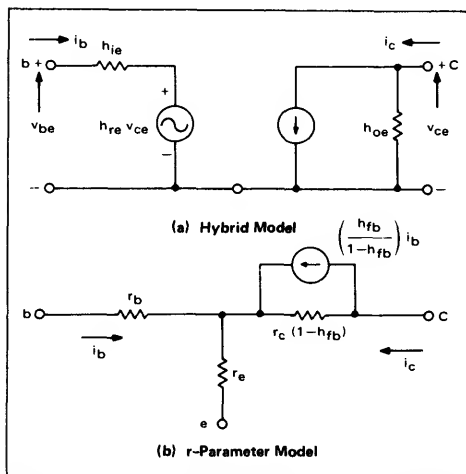 i_b
h_ie
i_c
b +
+ C
+
v_be
h_re v_ce
h_oe
v_ce
−
−
−
(a) Hybrid Model
(h_fb / 1−h_fb) i_b
b
r_b
r_c (1−h_fb)
C
i_b
r_e
i_c
e
(b) r-Parameter Model